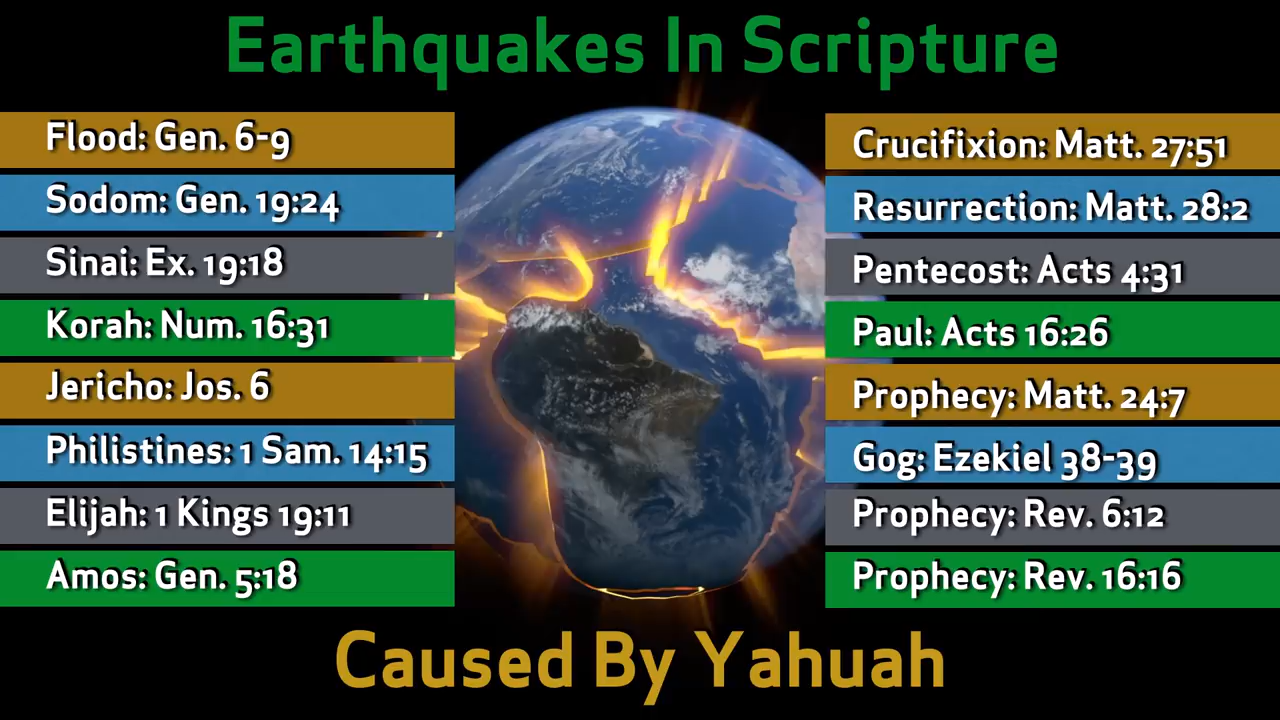 Earthquakes In Scripture
Flood: Gen. 6-9
Sodom: Gen. 19:24
Sinai: Ex. 19:18
Korah: Num. 16:31
Jericho: Jos. 6
Philistines: 1 Sam. 14:15
Elijah: 1 Kings 19:11
Amos: Gen. 5:18
Crucifixion: Matt. 27:51
Resurrection: Matt. 28:2
Pentecost: Acts 4:31
Paul: Acts 16:26
Prophecy: Matt. 24:7
Gog: Ezekiel 38-39
Prophecy: Rev. 6:12
Prophecy: Rev. 16:16
Caused By Yahuah